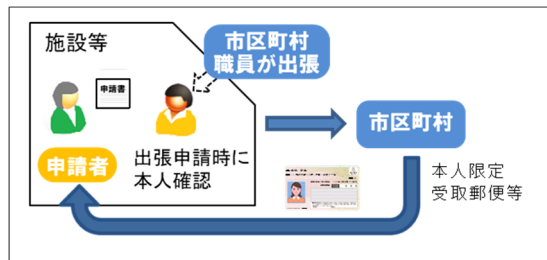 施設等
市区町村
職員が出張
申請書
申請者
出張申請時に
本人確認
市区町村
本人限定
受取郵便等